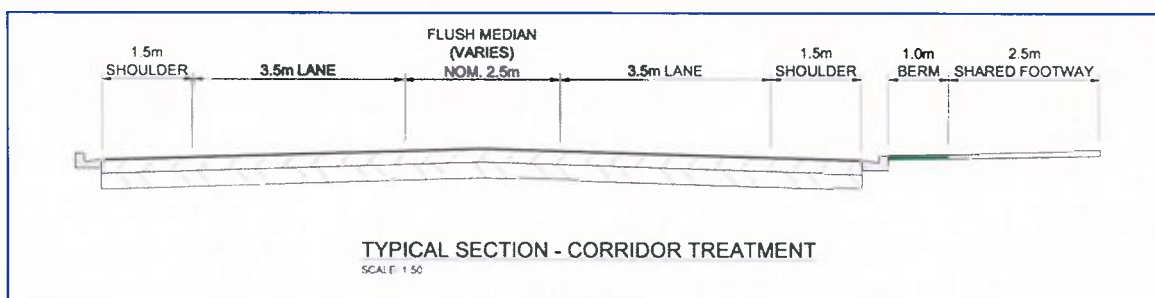 1.5m
SHOULDER
3.5m LANE
FLUSH MEDIAN
(VARIES)
NOM. 2.5m
3.5m LANE
1.5m
SHOULDER
1.0m
BERM
2.5m
SHARED FOOTWAY
TYPICAL SECTION - CORRIDOR TREATMENT
SCALE 1:50